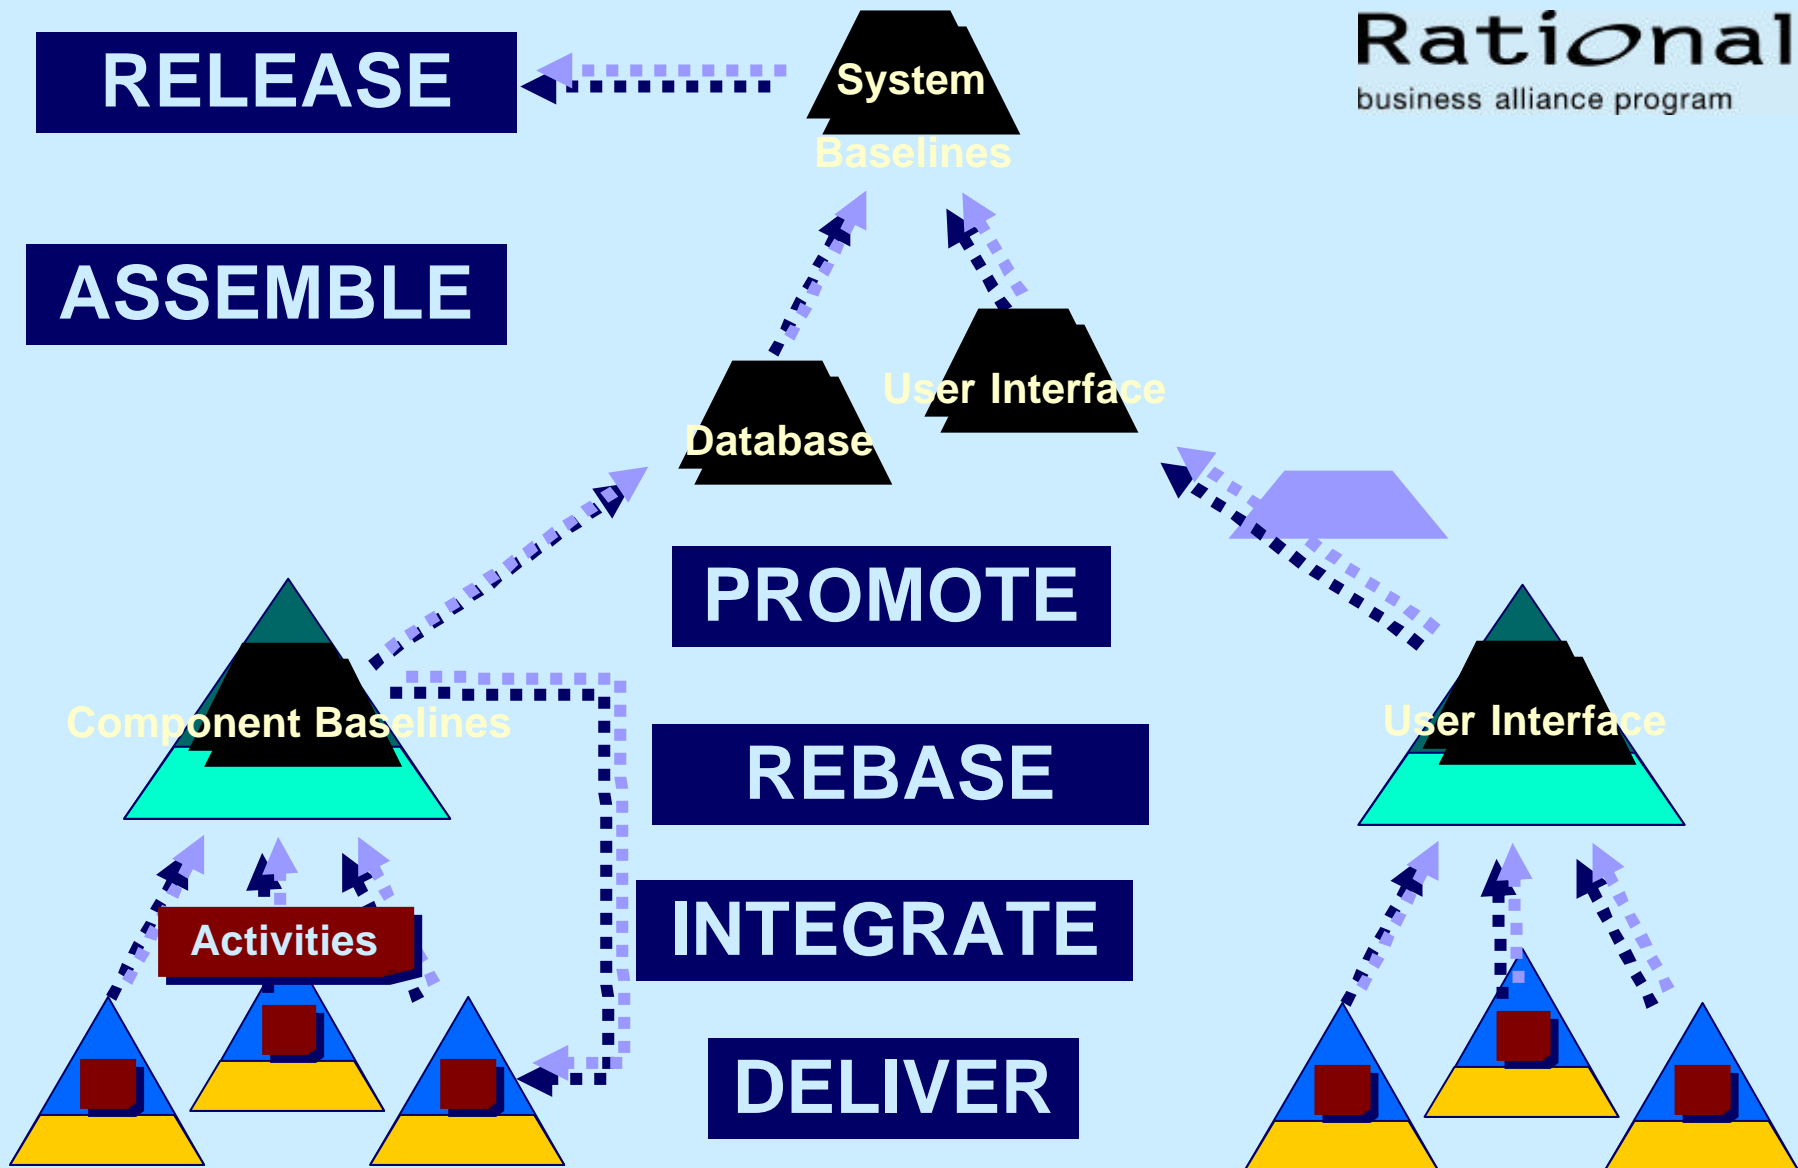 Rational
business alliance program
RELEASE
System
Baselines
ASSEMBLE
User Interface
Database
PROMOTE
Component Baselines
User Interface
REBASE
INTEGRATE
Activities
DELIVER